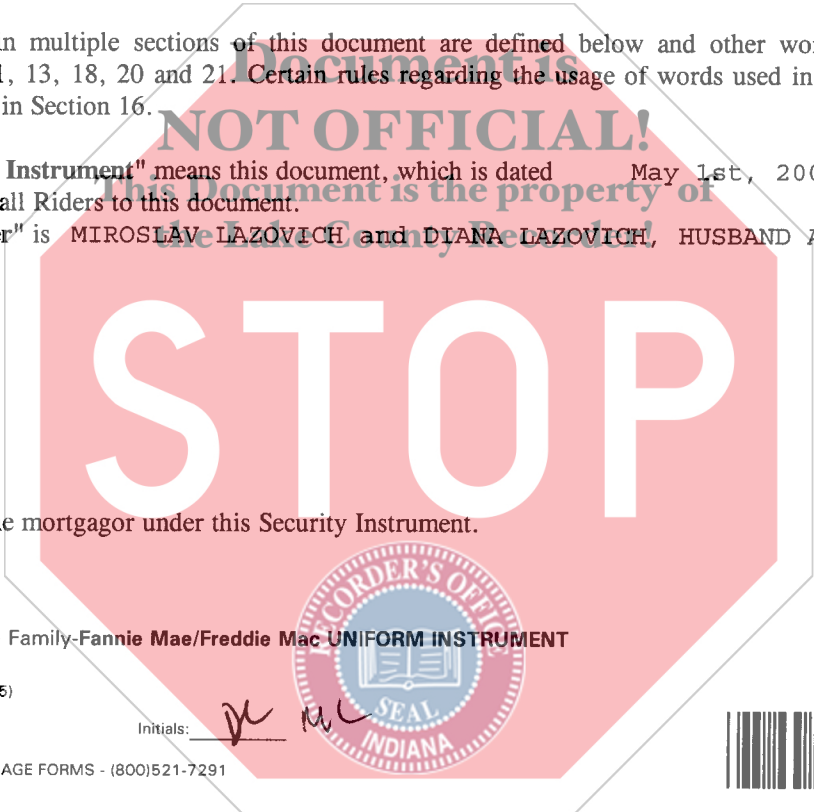 in multiple sections of this document are defined below and other wor
1, 13, 18, 20 and 21. Certain rules regarding the usage of words used in
in Section 16.
Document is
NOT OFFICIAL!
This Document is the property of
the Lake County Recorder!
Instrument" means this document, which is dated May 1st, 200
all Riders to this document.
r" is MIROSLAV LAZOVICH and DIANA LAZOVICH, HUSBAND A
STOP
e mortgagor under this Security Instrument.
RECORDER'S OFFICE
SEAL
INDIANA
Family-Fannie Mae/Freddie Mac UNIFORM INSTRUMENT
5)
Initials: DL ML
AGE FORMS - (800)521-7291